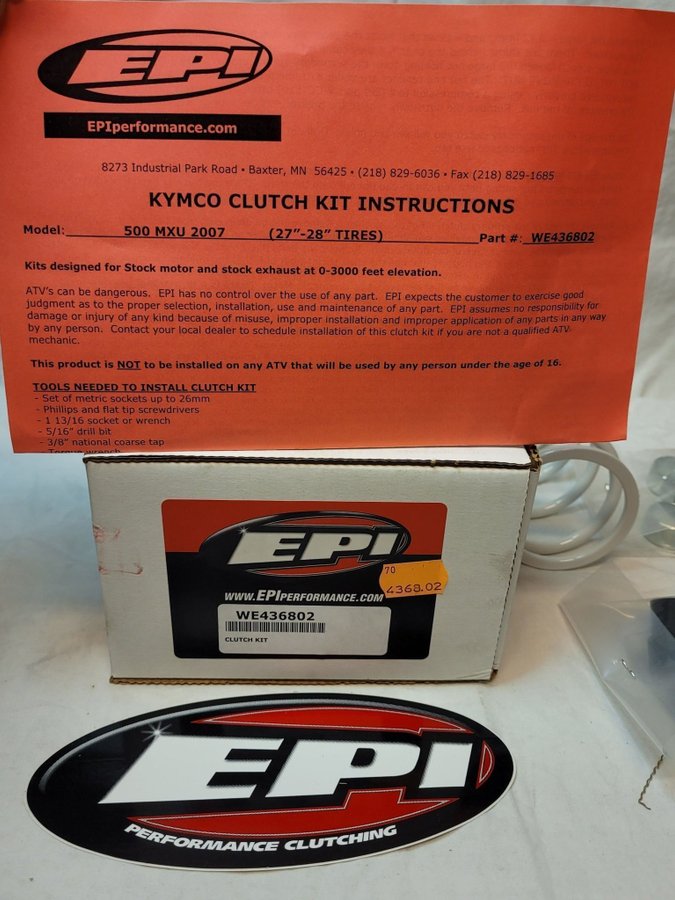 EPI
EPIperformance.com
8273 Industrial Park Road • Baxter, MN 56425 • (218) 829-6036 • Fax (218) 829-1685
KYMCO CLUTCH KIT INSTRUCTIONS
Model: 500 MXU 2007 (27"-28" TIRES) Part #: WE436802
Kits designed for Stock motor and stock exhaust at 0-3000 feet elevation.
ATV's can be dangerous. EPI has no control over the use of any part. EPI expects the customer to exercise good
judgment as to the proper selection, installation, use and maintenance of any part. EPI assumes no responsibility for
damage or injury of any kind because of misuse, improper installation and improper application of any parts in any way
by any person. Contact your local dealer to schedule installation of this clutch kit if you are not a qualified ATV
mechanic.
This product is NOT to be installed on any ATV that will be used by any person under the age of 16.
TOOLS NEEDED TO INSTALL CLUTCH KIT
- Set of metric sockets up to 26mm
- Phillips and flat tip screwdrivers
- 1 13/16 socket or wrench
- 5/16" drill bit
- 3/8" national coarse tap
- Torque wrench
EPI
70
4368.02
WWW.EPIPERFORMANCE.COM
WE436802
CLUTCH KIT
EPI
PERFORMANCE CLUTCHING